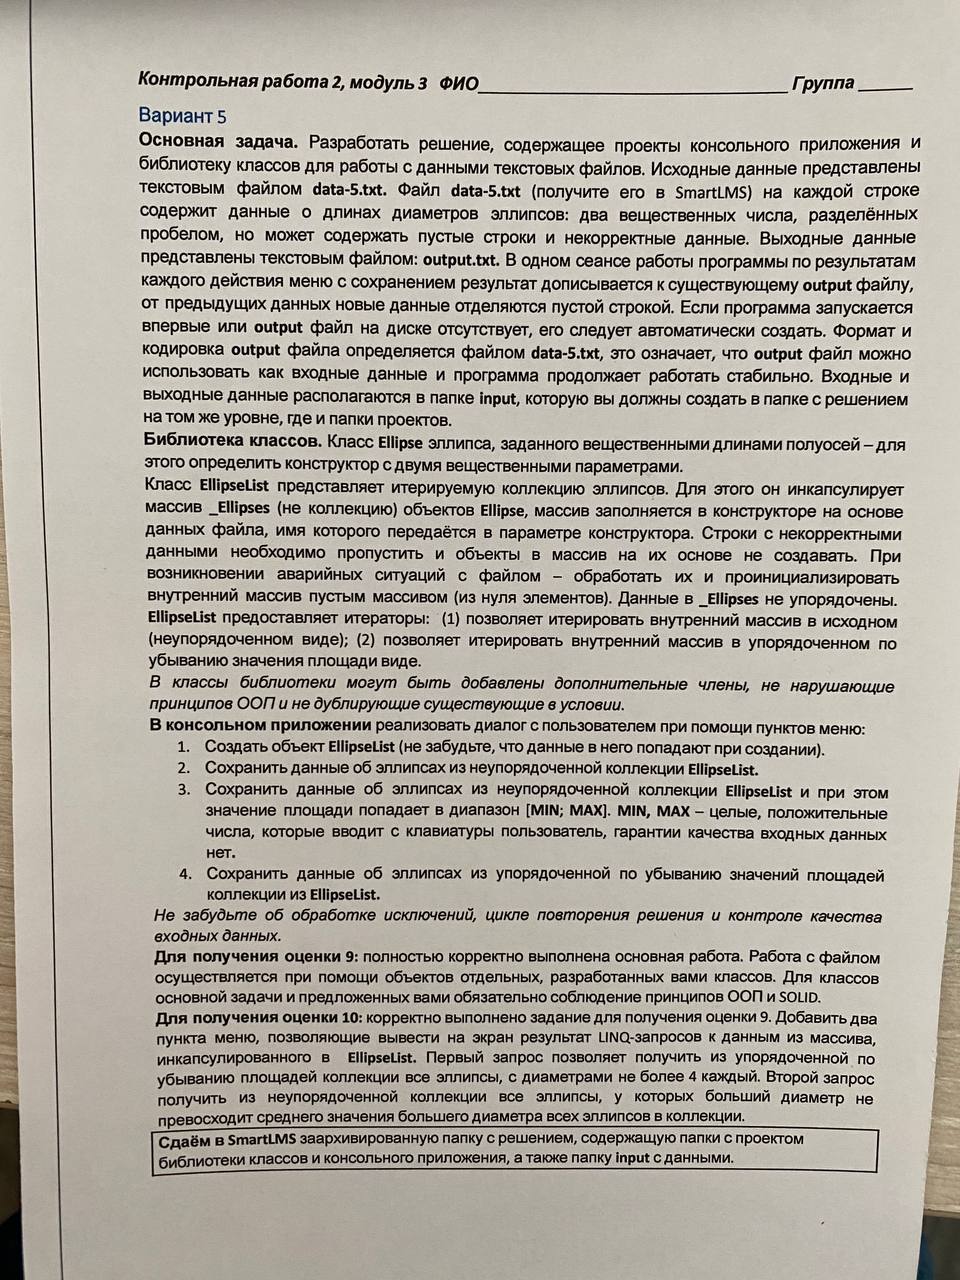 Контрольная работа 2, модуль 3 ФИО Группа
Вариант 5
Основная задача. Разработать решение, содержащее проекты консольного приложения и
библиотеку классов для работы с данными текстовых файлов. Исходные данные представлены
текстовым файлом data-5.txt. Файл data-5.txt (получите его в SmartLMS) на каждой строке
содержит данные о длинах диаметров эллипсов: два вещественных числа, разделённых
пробелом, но может содержать пустые строки и некорректные данные. Выходные данные
представлены текстовым файлом: output.txt. В одном сеансе работы программы по результатам
каждого действия меню с сохранением результат дописывается к существующему output файлу,
от предыдущих данных новые данные отделяются пустой строкой. Если программа запускается
впервые или output файл на диске отсутствует, его следует автоматически создать. Формат и
кодировка output файла определяется файлом data-5.txt, это означает, что output файл можно
использовать как входные данные и программа продолжает работать стабильно. Входные и
выходные данные располагаются в папке input, которую вы должны создать в папке с решением
на том же уровне, где и папки проектов.
Библиотека классов. Класс Ellipse эллипса, заданного вещественными длинами полуосей – для
этого определить конструктор с двумя вещественными параметрами.
Класс EllipseList представляет итерируемую коллекцию эллипсов. Для этого он инкапсулирует
массив _Ellipses (не коллекцию) объектов Ellipse, массив заполняется в конструкторе на основе
данных файла, имя которого передаётся в параметре конструктора. Строки с некорректными
данными необходимо пропустить и объекты в массив на их основе не создавать. При
возникновении аварийных ситуаций с файлом – обработать их и проинициализировать
внутренний массив пустым массивом (из нуля элементов). Данные в _Ellipses не упорядочены.
EllipseList предоставляет итераторы: (1) позволяет итерировать внутренний массив в исходном
(неупорядоченном виде); (2) позволяет итерировать внутренний массив в упорядоченном по
убыванию значения площади виде.
В классы библиотеки могут быть добавлены дополнительные члены, не нарушающие
принципов ООП и не дублирующие существующие в условии.
В консольном приложении реализовать диалог с пользователем при помощи пунктов меню:
1. Создать объект EllipseList (не забудьте, что данные в него попадают при создании).
2. Сохранить данные об эллипсах из неупорядоченной коллекции EllipseList.
3. Сохранить данные об эллипсах из неупорядоченной коллекции EllipseList и при этом
значение площади попадает в диапазон [MIN; MAX]. MIN, MAX – целые, положительные
числа, которые вводит с клавиатуры пользователь, гарантии качества входных данных
нет.
4. Сохранить данные об эллипсах из упорядоченной по убыванию значений площадей
коллекции из EllipseList.
Не забудьте об обработке исключений, цикле повторения решения и контроле качества
входных данных.
Для получения оценки 9: полностью корректно выполнена основная работа. Работа с файлом
осуществляется при помощи объектов отдельных, разработанных вами классов. Для классов
основной задачи и предложенных вами обязательно соблюдение принципов ООП и SOLID.
Для получения оценки 10: корректно выполнено задание для получения оценки 9. Добавить два
пункта меню, позволяющие вывести на экран результат LINQ-запросов к данным из массива,
инкапсулированного в EllipseList. Первый запрос позволяет получить из упорядоченной по
убыванию площадей коллекции все эллипсы, с диаметрами не более 4 каждый. Второй запрос
получить из неупорядоченной коллекции все эллипсы, у которых больший диаметр не
превосходит среднего значения большего диаметра всех эллипсов в коллекции.
Сдаём в SmartLMS заархивированную папку с решением, содержащую папки с проектом
библиотеки классов и консольного приложения, а также папку input с данными.